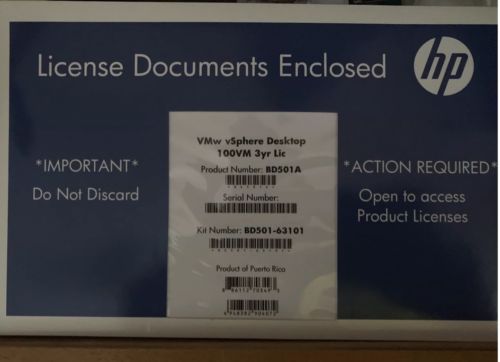 License Documents Enclosed
hp
VMw vSphere Desktop
100VM 3yr Lic
Product Number: BD501A
Serial Number:
Kit Number: BD501-63101
Product of Puerto Rico
*IMPORTANT*
Do Not Discard
*ACTION REQUIRED*
Open to access
Product Licenses